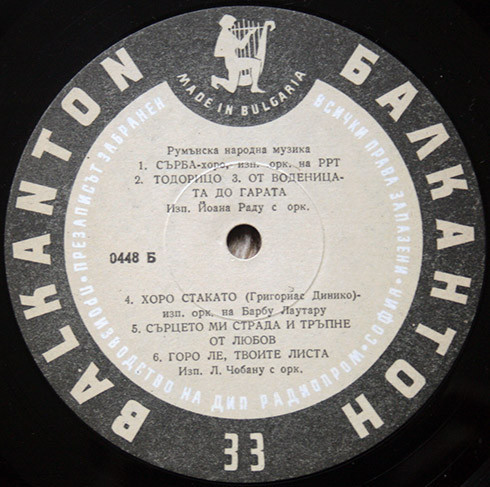 BALKANTON
БАЛКАНТОН
MADE IN BULGARIA
ПРЕЗАПИСЪТ ЗАБРАНЕН
ВСИЧКИ ПРАВА ЗАПАЗЕНИ
Румънска народна музика
1. СЪРБА-хоро, изп. орк. на РРТ
2. ТОДОРИЦО 3. ОТ ВОДЕНИЦА-
ТА ДО ГАРАТА
Изп. Йоана Раду с орк.
0448 Б
4. ХОРО СТАКАТО (Григориас Динико)-
изп. орк. на Барбу Лаутару
5. СЪРЦЕТО МИ СТРАДА И ТРЪПНЕ
ОТ ЛЮБОВ
6. ГОРО ЛЕ, ТВОИТЕ ЛИСТА
Изп. Л. Чобану с орк.
ПРОИЗВОДСТВО НА ДИП РАДИОПРОМ•СОФИЯ•
33